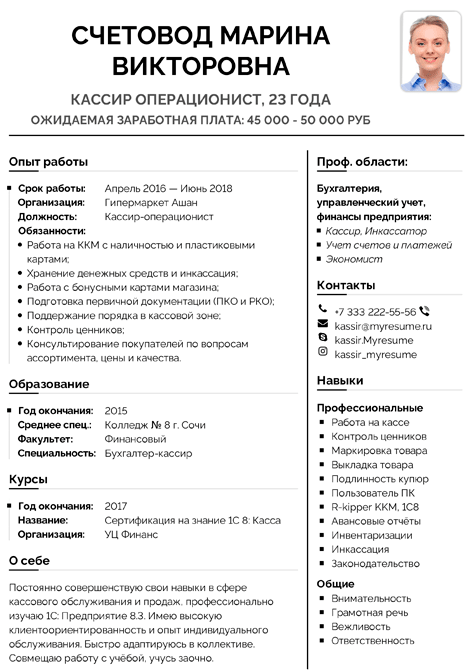 СЧЕТОВОД МАРИНА
ВИКТОРОВНА
КАССИР ОПЕРАЦИОНИСТ, 23 ГОДА
ОЖИДАЕМАЯ ЗАРАБОТНАЯ ПЛАТА: 45 000 - 50 000 РУБ
Опыт работы
Срок работы: Апрель 2016 — Июнь 2018
Организация: Гипермаркет Ашан
Должность: Кассир-операционист
Обязанности:
Работа на ККМ с наличностью и пластиковыми
картами;
Хранение денежных средств и инкассация;
Работа с бонусными картами магазина;
Подготовка первичной документации (ПКО и РКО);
Поддержание порядка в кассовой зоне;
Контроль ценников;
Консультирование покупателей по вопросам
ассортимента, цены и качества.
Образование
Год окончания: 2015
Среднее спец.: Колледж № 8 г. Сочи
Факультет: Финансовый
Специальность: Бухгалтер-кассир
Курсы
Год окончания: 2017
Название: Сертификация на знание 1С 8: Касса
Организация: УЦ Финанс
О себе
Постоянно совершенствую свои навыки в сфере
кассового обслуживания и продаж, профессионально
изучаю 1С: Предприятие 8.3. Имею высокую
клиентоориентированность и опыт индивидуального
обслуживания. Быстро адаптируюсь в коллективе.
Совмещаю работу с учёбой, учусь заочно.
Проф. области:
Бухгалтерия,
управленческий учет,
финансы предприятия:
Кассир, Инкассатор
Учет счетов и платежей
Экономист
Контакты
+7 333 222-55-56
kassir@myresume.ru
kassir.Myresume
kassir_myresume
Навыки
Профессиональные
Работа на кассе
Контроль ценников
Маркировка товара
Выкладка товара
Подлинность купюр
Пользователь ПК
R-kipper ККМ, 1С8
Авансовые отчёты
Инвентаризации
Инкассация
Законодательство
Общие
Внимательность
Грамотная речь
Вежливость
Ответственность